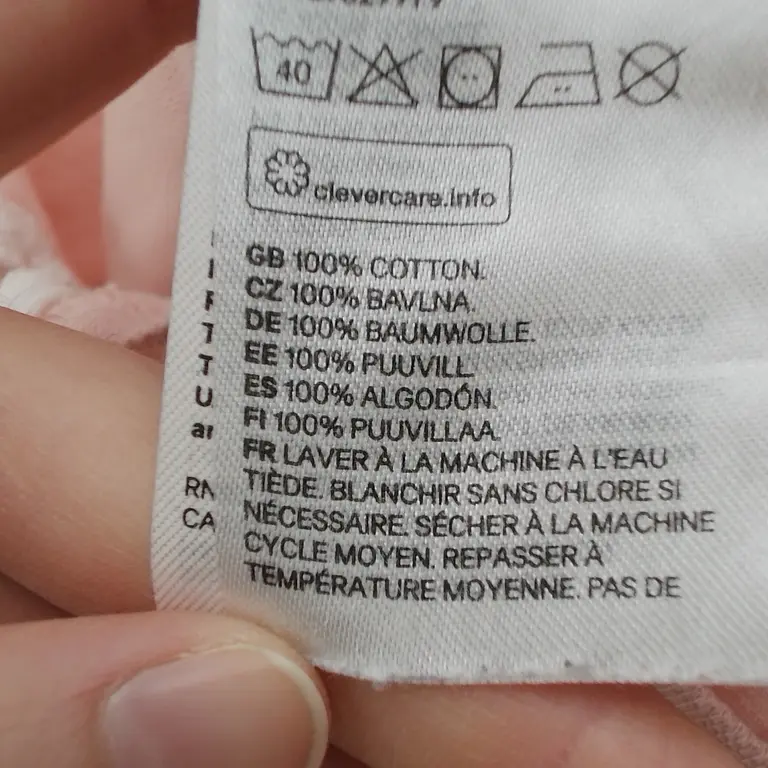 40
clevercare.info
GB 100% COTTON.
CZ 100% BAVLNA.
DE 100% BAUMWOLLE.
EE 100% PUUVILL.
ES 100% ALGODÓN.
FI 100% PUUVILLAA.
FR LAVER À LA MACHINE À L'EAU
TIÈDE. BLANCHIR SANS CHLORE SI
NÉCESSAIRE. SÉCHER À LA MACHINE
CYCLE MOYEN. REPASSER À
TEMPÉRATURE MOYENNE. PAS DE